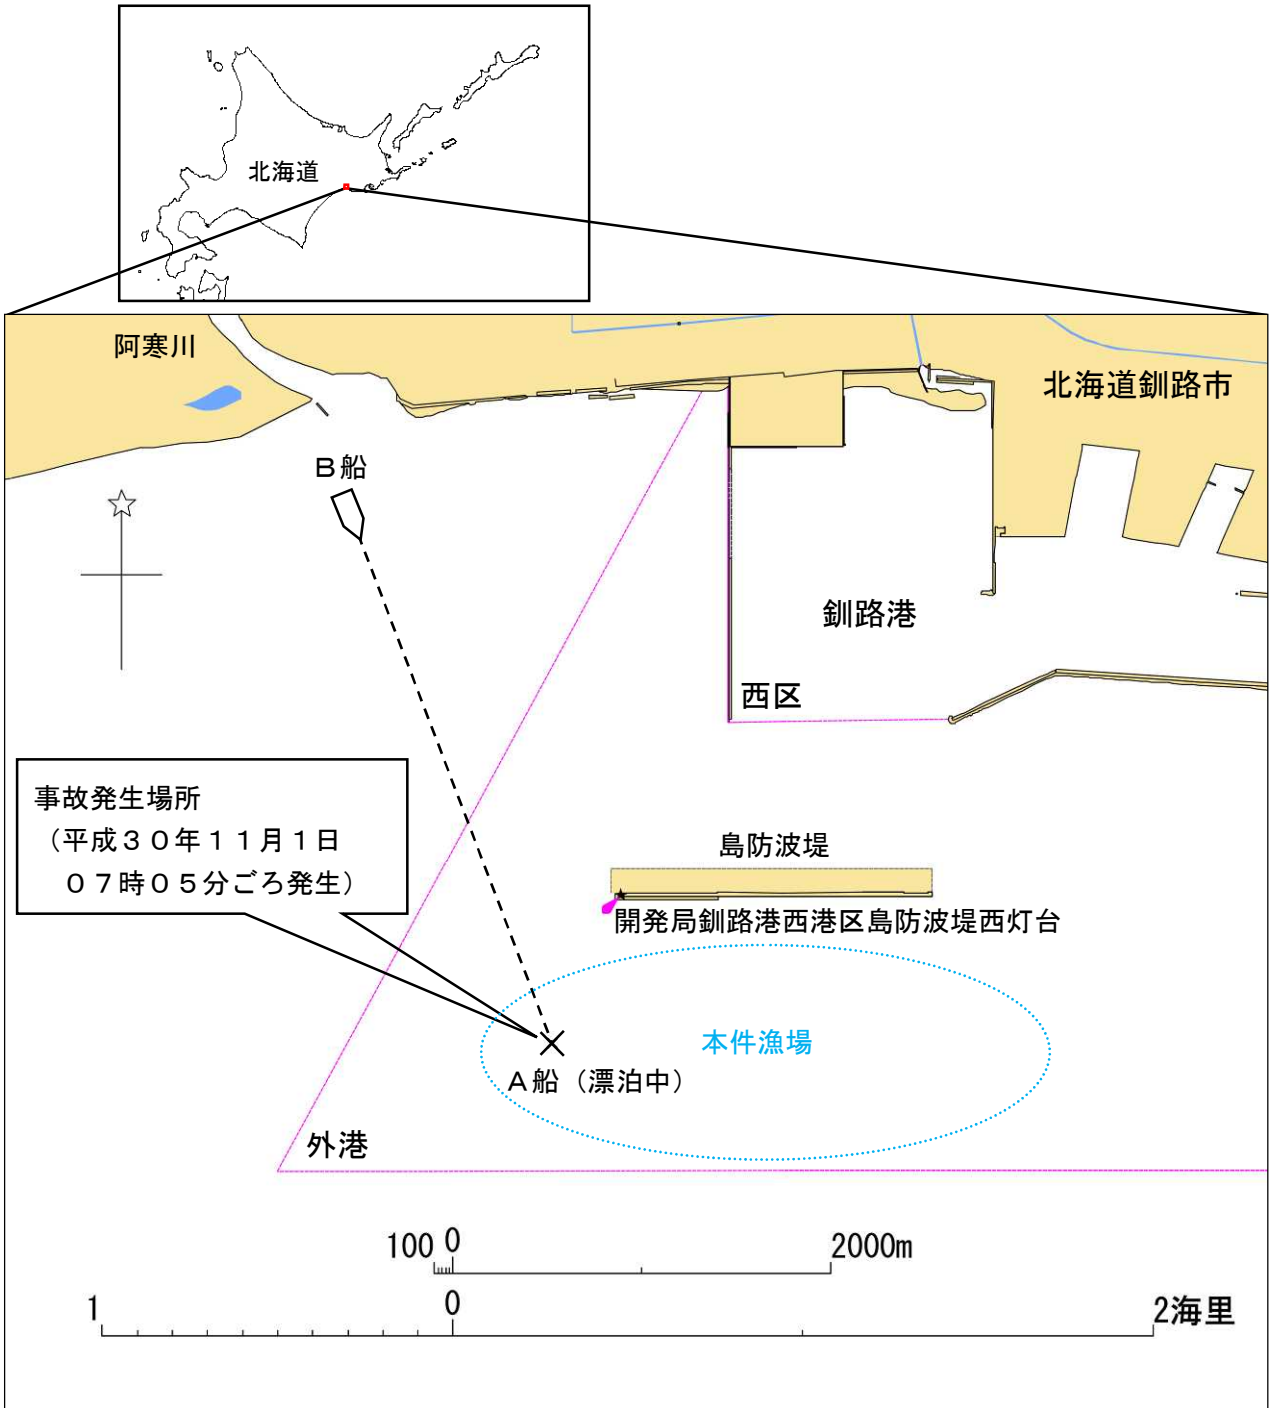 北海道
阿寒川
北海道釧路市
B船
釧路港
西区
事故発生場所
（平成３０年１１月１日
０７時０５分ごろ発生）
島防波堤
開発局釧路港西港区島防波堤西灯台
本件漁場
A船（漂泊中）
外港
100 0 2000m
1 0 2海里